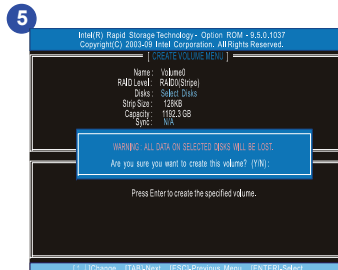 5
Intel(R) Rapid Storage Technology - Option ROM - 9.5.0.1037
Copyright(C) 2003-09 Intel Corporation. All Rights Reserved.
[ CREATE VOLUME MENU ]
Name : Volume0
RAID Level : RAID0(Stripe)
Disks : Select Disks
Strip Size : 128KB
Capacity : 1192.3 GB
Sync : N/A
WARNING: ALL DATA ON SELECTED DISKS WILL BE LOST.
Are you sure you want to create this volume? (Y/N) :
Press Enter to create the specified volume.
[ ]Change [TAB]-Next [ESC]-Previous Menu [ENTER]-Select